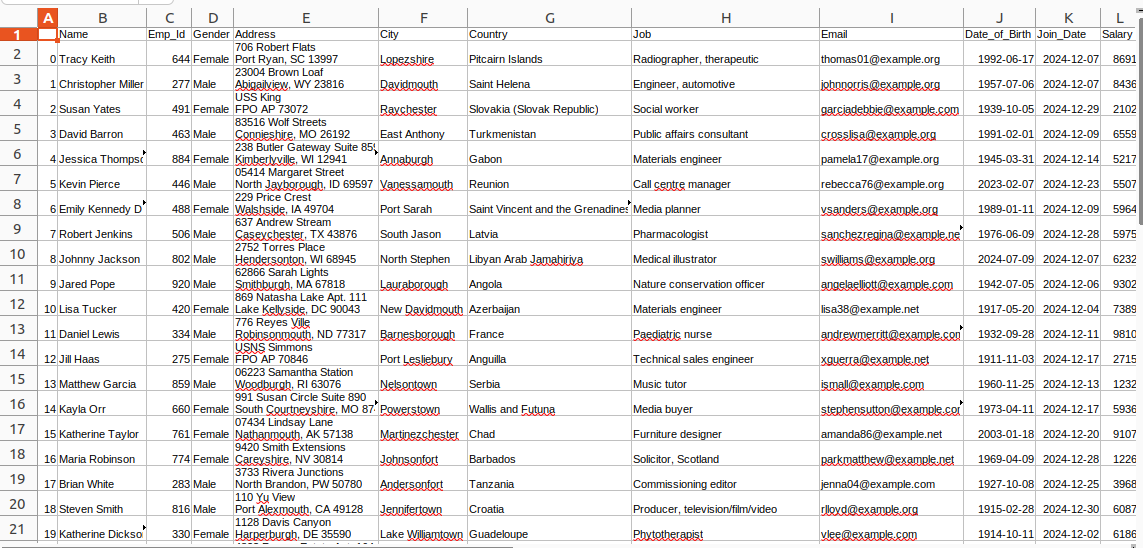 A B C D E F G H I J K L
1 Name Emp_Id Gender Address City Country Job Email Date_of_Birth Join_Date Salary
706 Robert Flats
2 0 Tracy Keith 644 Female Port Ryan, SC 13997 Lopezshire Pitcairn Islands Radiographer, therapeutic thomas01@example.org 1992-06-17 2024-12-07 8691
23004 Brown Loaf
3 1 Christopher Miller 277 Male Abigailview, WY 23816 Davidmouth Saint Helena Engineer, automotive johnnorris@example.org 1957-07-06 2024-12-07 8436
USS King
4 2 Susan Yates 491 Female FPO AP 73072 Raychester Slovakia (Slovak Republic) Social worker garciadebbie@example.com 1939-10-05 2024-12-29 2102
83516 Wolf Streets
5 3 David Barron 463 Male Connieshire, MO 26192 East Anthony Turkmenistan Public affairs consultant crosslisa@example.org 1991-02-01 2024-12-09 6559
238 Butler Gateway Suite 85
6 4 Jessica Thomps 884 Female Kimberlyville, WI 12941 Annaburgh Gabon Materials engineer pamela17@example.org 1945-03-31 2024-12-14 5217
05414 Margaret Street
7 5 Kevin Pierce 446 Male North Jayborough, ID 69597 Vanessamouth Reunion Call centre manager rebecca76@example.org 2023-02-07 2024-12-23 5507
229 Price Crest
8 6 Emily Kennedy D 488 Female Walshside, IA 49704 Port Sarah Saint Vincent and the Grenadines Media planner vsanders@example.org 1989-01-11 2024-12-09 5964
637 Andrew Stream
9 7 Robert Jenkins 506 Male Caseychester, TX 43876 South Jason Latvia Pharmacologist sanchezregina@example.ne 1976-06-09 2024-12-28 5975
2752 Torres Place
10 8 Johnny Jackson 802 Male Hendersonton, WI 68945 North Stephen Libyan Arab Jamahiriya Medical illustrator swilliams@example.org 2024-07-09 2024-12-07 6232
62866 Sarah Lights
11 9 Jared Pope 920 Male Smithburgh, MA 67818 Lauraborough Angola Nature conservation officer angelaelliott@example.com 1942-07-05 2024-12-06 9302
869 Natasha Lake Apt. 111
12 10 Lisa Tucker 420 Female Lake Kellyside, DC 90043 New Davidmouth Azerbaijan Materials engineer lisa38@example.net 1917-05-20 2024-12-04 7389
776 Reyes Ville
13 11 Daniel Lewis 334 Male Robinsonmouth, ND 77317 Barnesborough France Paediatric nurse andrewmerritt@example.com 1932-09-28 2024-12-11 9810
USNS Simmons
14 12 Jill Haas 275 Female FPO AP 70846 Port Lesliebury Anguilla Technical sales engineer xguerra@example.net 1911-11-03 2024-12-17 2715
06223 Samantha Station
15 13 Matthew Garcia 859 Male Woodburgh, RI 63076 Nelsontown Serbia Music tutor ismall@example.com 1960-11-25 2024-12-13 1232
991 Susan Circle Suite 890
16 14 Kayla Orr 660 Female South Courtneyshire, MO 87 Powerstown Wallis and Futuna Media buyer stephensutton@example.cor 1973-04-11 2024-12-17 5936
07434 Lindsay Lane
17 15 Katherine Taylor 761 Female Nathanmouth, AK 57138 Martinezchester Chad Furniture designer amanda86@example.net 2003-01-18 2024-12-20 9107
9420 Smith Extensions
18 16 Maria Robinson 774 Female Careyshire, NV 30814 Johnsonfort Barbados Solicitor, Scotland parkmatthew@example.net 1969-04-09 2024-12-28 1226
3733 Rivera Junctions
19 17 Brian White 283 Male North Brandon, PW 50780 Andersonfort Tanzania Commissioning editor jenna04@example.com 1927-10-08 2024-12-25 3968
110 Yu View
20 18 Steven Smith 816 Male Port Alexmouth, CA 49128 Jennifertown Croatia Producer, television/film/video rlloyd@example.org 1915-02-28 2024-12-30 6087
1128 Davis Canyon
21 19 Katherine Dickso 330 Female Harperburgh, DE 35590 Lake Williamtown Guadeloupe Phytotherapist vlee@example.com 1914-10-11 2024-12-02 6186